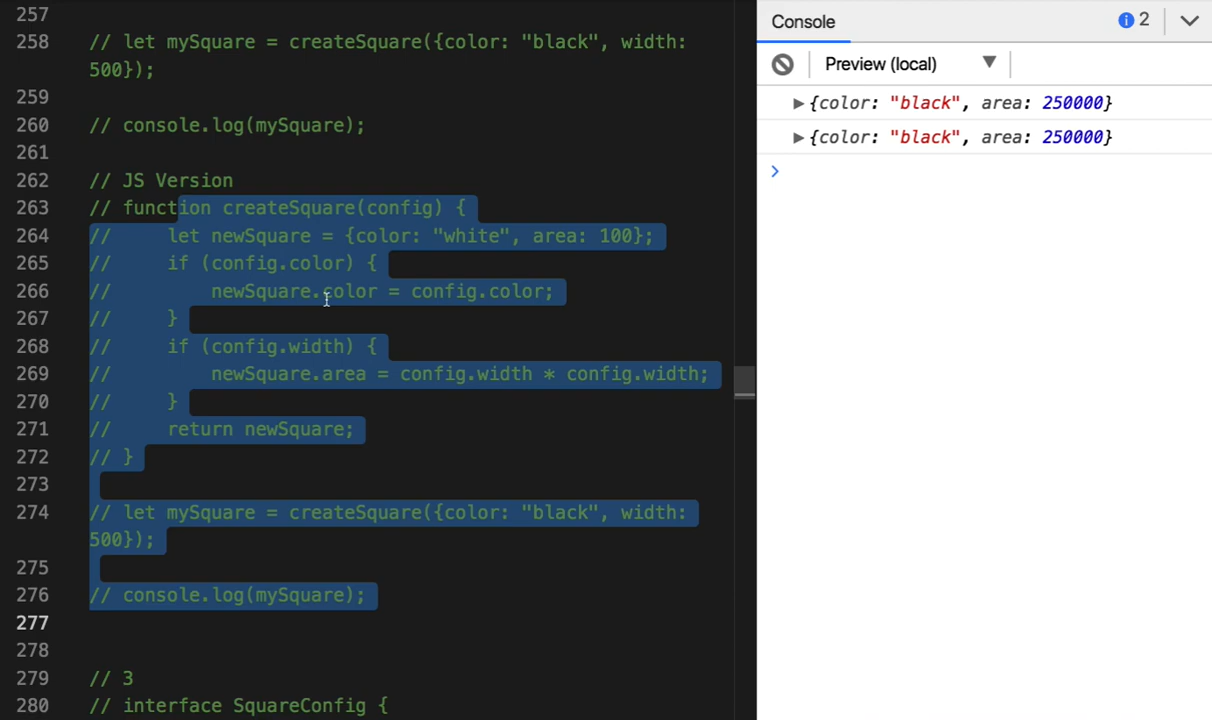 257
258 // let mySquare = createSquare({color: "black", width:
500});
259
260 // console.log(mySquare);
261
262 // JS Version
263 // function createSquare(config) {
264 //     let newSquare = {color: "white", area: 100};
265 //     if (config.color) {
266 //         newSquare.color = config.color;
267 //     }
268 //     if (config.width) {
269 //         newSquare.area = config.width * config.width;
270 //     }
271 //     return newSquare;
272 // }
273
274 // let mySquare = createSquare({color: "black", width:
500});
275
276 // console.log(mySquare);
277
278
279 // 3
280 // interface SquareConfig {
Console
2
Preview (local)
{color: "black", area: 250000}
{color: "black", area: 250000}